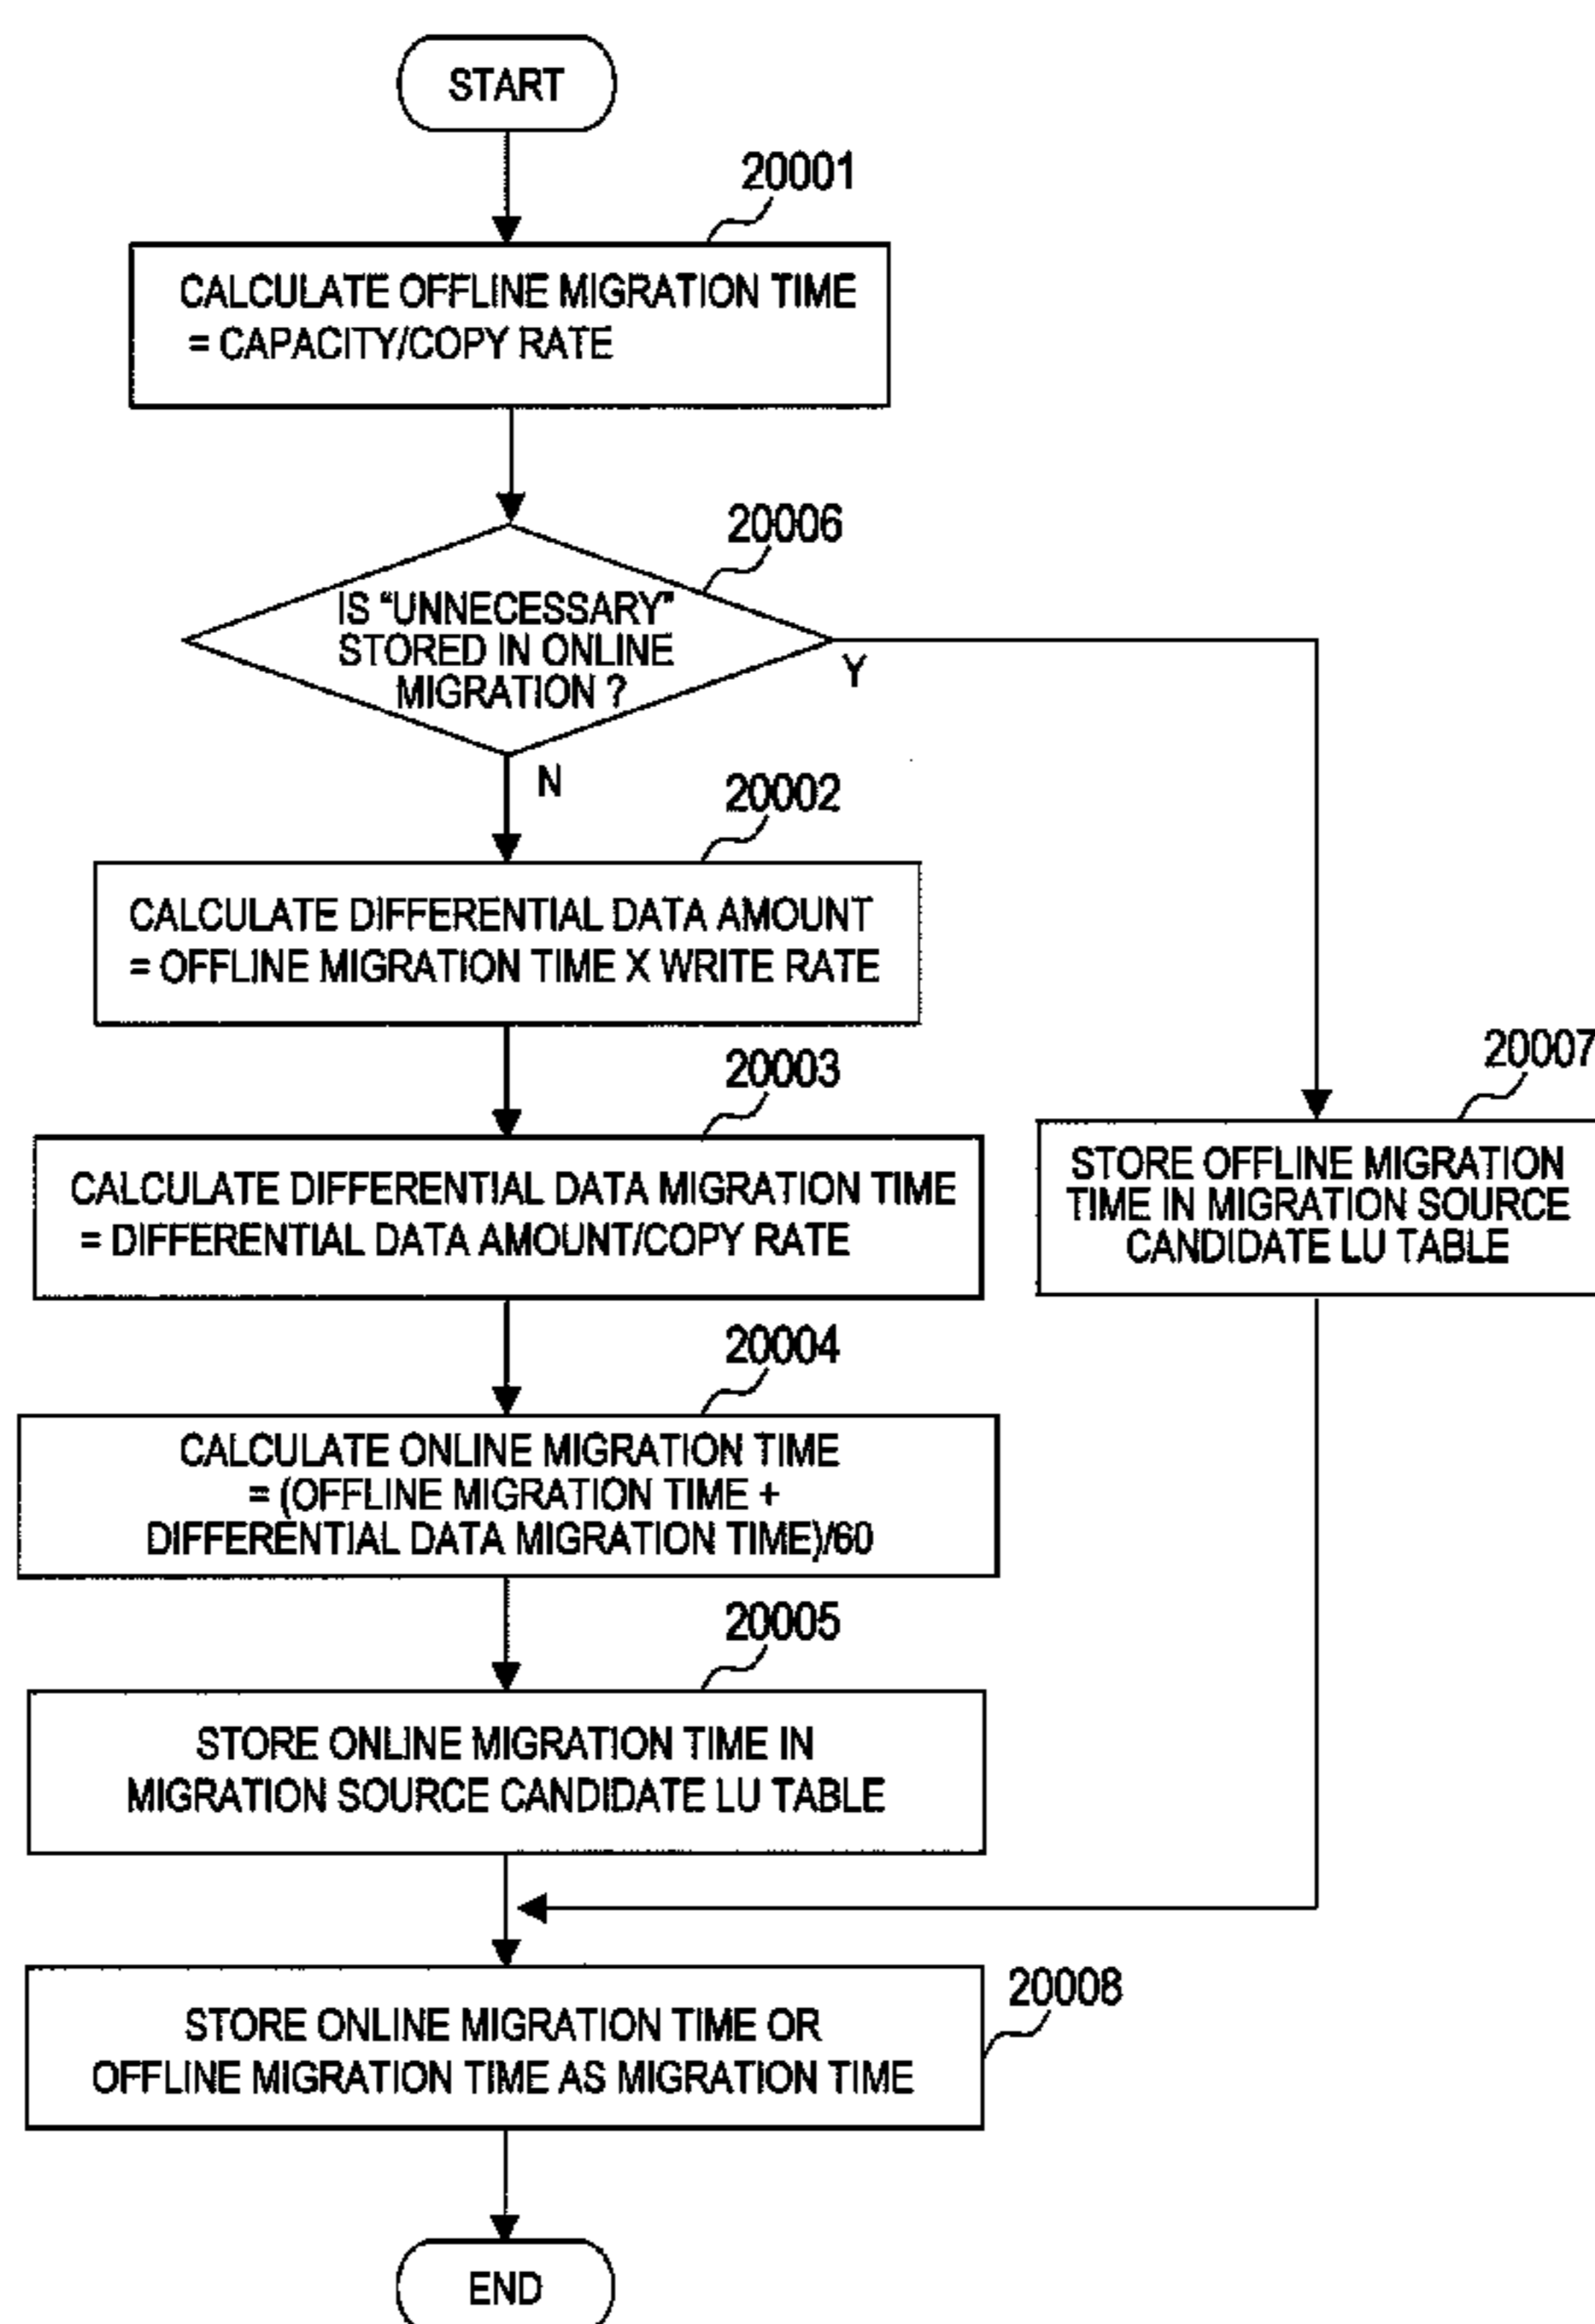 START
20001
CALCULATE OFFLINE MIGRATION TIME
= CAPACITY/COPY RATE
20006
IS "UNNECESSARY"
STORED IN ONLINE
MIGRATION ?
Y
N
20002
CALCULATE DIFFERENTIAL DATA AMOUNT
= OFFLINE MIGRATION TIME X WRITE RATE
20003
CALCULATE DIFFERENTIAL DATA MIGRATION TIME
= DIFFERENTIAL DATA AMOUNT/COPY RATE
20007
STORE OFFLINE MIGRATION
TIME IN MIGRATION SOURCE
CANDIDATE LU TABLE
20004
CALCULATE ONLINE MIGRATION TIME
= (OFFLINE MIGRATION TIME +
DIFFERENTIAL DATA MIGRATION TIME)/60
20005
STORE ONLINE MIGRATION TIME IN
MIGRATION SOURCE CANDIDATE LU TABLE
20008
STORE ONLINE MIGRATION TIME OR
OFFLINE MIGRATION TIME AS MIGRATION TIME
END